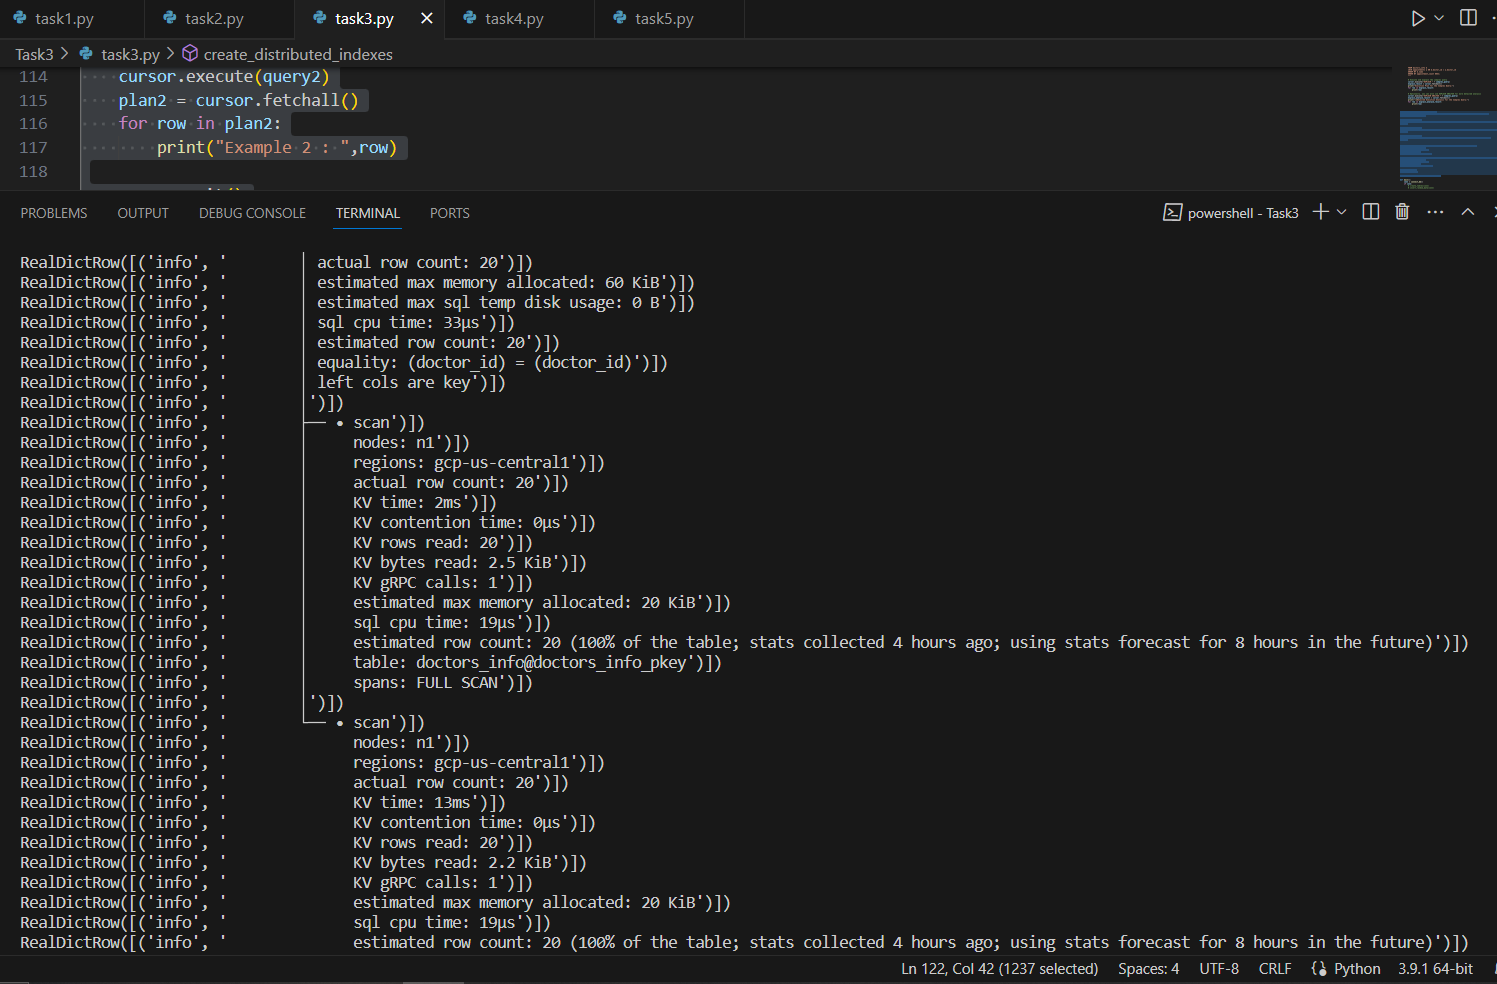 task1.py task2.py task3.py task4.py task5.py
Task3 > task3.py > create_distributed_indexes
114 cursor.execute(query2)
115 plan2 = cursor.fetchall()
116 for row in plan2:
117 print("Example 2 : ",row)
118
PROBLEMS OUTPUT DEBUG CONSOLE TERMINAL PORTS powershell - Task3
RealDictRow([('info', ' │ actual row count: 20')])
RealDictRow([('info', ' │ estimated max memory allocated: 60 KiB')])
RealDictRow([('info', ' │ estimated max sql temp disk usage: 0 B')])
RealDictRow([('info', ' │ sql cpu time: 33µs')])
RealDictRow([('info', ' │ estimated row count: 20')])
RealDictRow([('info', ' │ equality: (doctor_id) = (doctor_id)')])
RealDictRow([('info', ' │ left cols are key')])
RealDictRow([('info', ' │')])
RealDictRow([('info', ' ├── • scan')])
RealDictRow([('info', ' │ nodes: n1')])
RealDictRow([('info', ' │ regions: gcp-us-central1')])
RealDictRow([('info', ' │ actual row count: 20')])
RealDictRow([('info', ' │ KV time: 2ms')])
RealDictRow([('info', ' │ KV contention time: 0µs')])
RealDictRow([('info', ' │ KV rows read: 20')])
RealDictRow([('info', ' │ KV bytes read: 2.5 KiB')])
RealDictRow([('info', ' │ KV gRPC calls: 1')])
RealDictRow([('info', ' │ estimated max memory allocated: 20 KiB')])
RealDictRow([('info', ' │ sql cpu time: 19µs')])
RealDictRow([('info', ' │ estimated row count: 20 (100% of the table; stats collected 4 hours ago; using stats forecast for 8 hours in the future)')])
RealDictRow([('info', ' │ table: doctors_info@doctors_info_pkey')])
RealDictRow([('info', ' │ spans: FULL SCAN')])
RealDictRow([('info', ' │')])
RealDictRow([('info', ' └── • scan')])
RealDictRow([('info', ' nodes: n1')])
RealDictRow([('info', ' regions: gcp-us-central1')])
RealDictRow([('info', ' actual row count: 20')])
RealDictRow([('info', ' KV time: 13ms')])
RealDictRow([('info', ' KV contention time: 0µs')])
RealDictRow([('info', ' KV rows read: 20')])
RealDictRow([('info', ' KV bytes read: 2.2 KiB')])
RealDictRow([('info', ' KV gRPC calls: 1')])
RealDictRow([('info', ' estimated max memory allocated: 20 KiB')])
RealDictRow([('info', ' sql cpu time: 19µs')])
RealDictRow([('info', ' estimated row count: 20 (100% of the table; stats collected 4 hours ago; using stats forecast for 8 hours in the future)')])
Ln 122, Col 42 (1237 selected) Spaces: 4 UTF-8 CRLF Python 3.9.1 64-bit